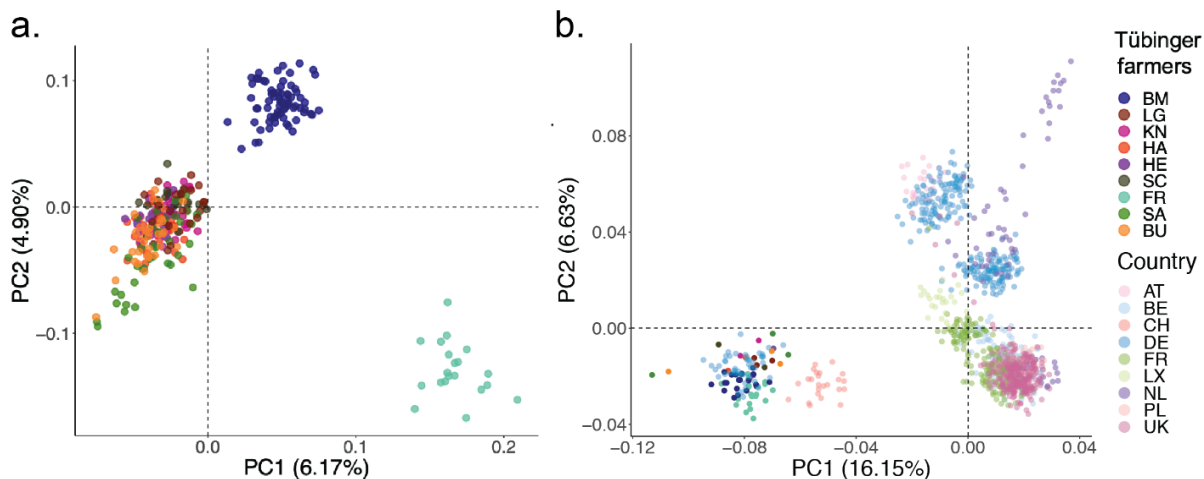 a.
0.1
0.0
−0.1
PC2 (4.90%)
0.0
0.1
0.2
PC1 (6.17%)
b.
0.08
0.04
0.00
−0.04
PC2 (6.63%)
−0.12
−0.08
−0.04
0.00
0.04
PC1 (16.15%)
Tübinger
farmers
BM
LG
KN
HA
HE
SC
FR
SA
BU
Country
AT
BE
CH
DE
FR
LX
NL
PL
UK